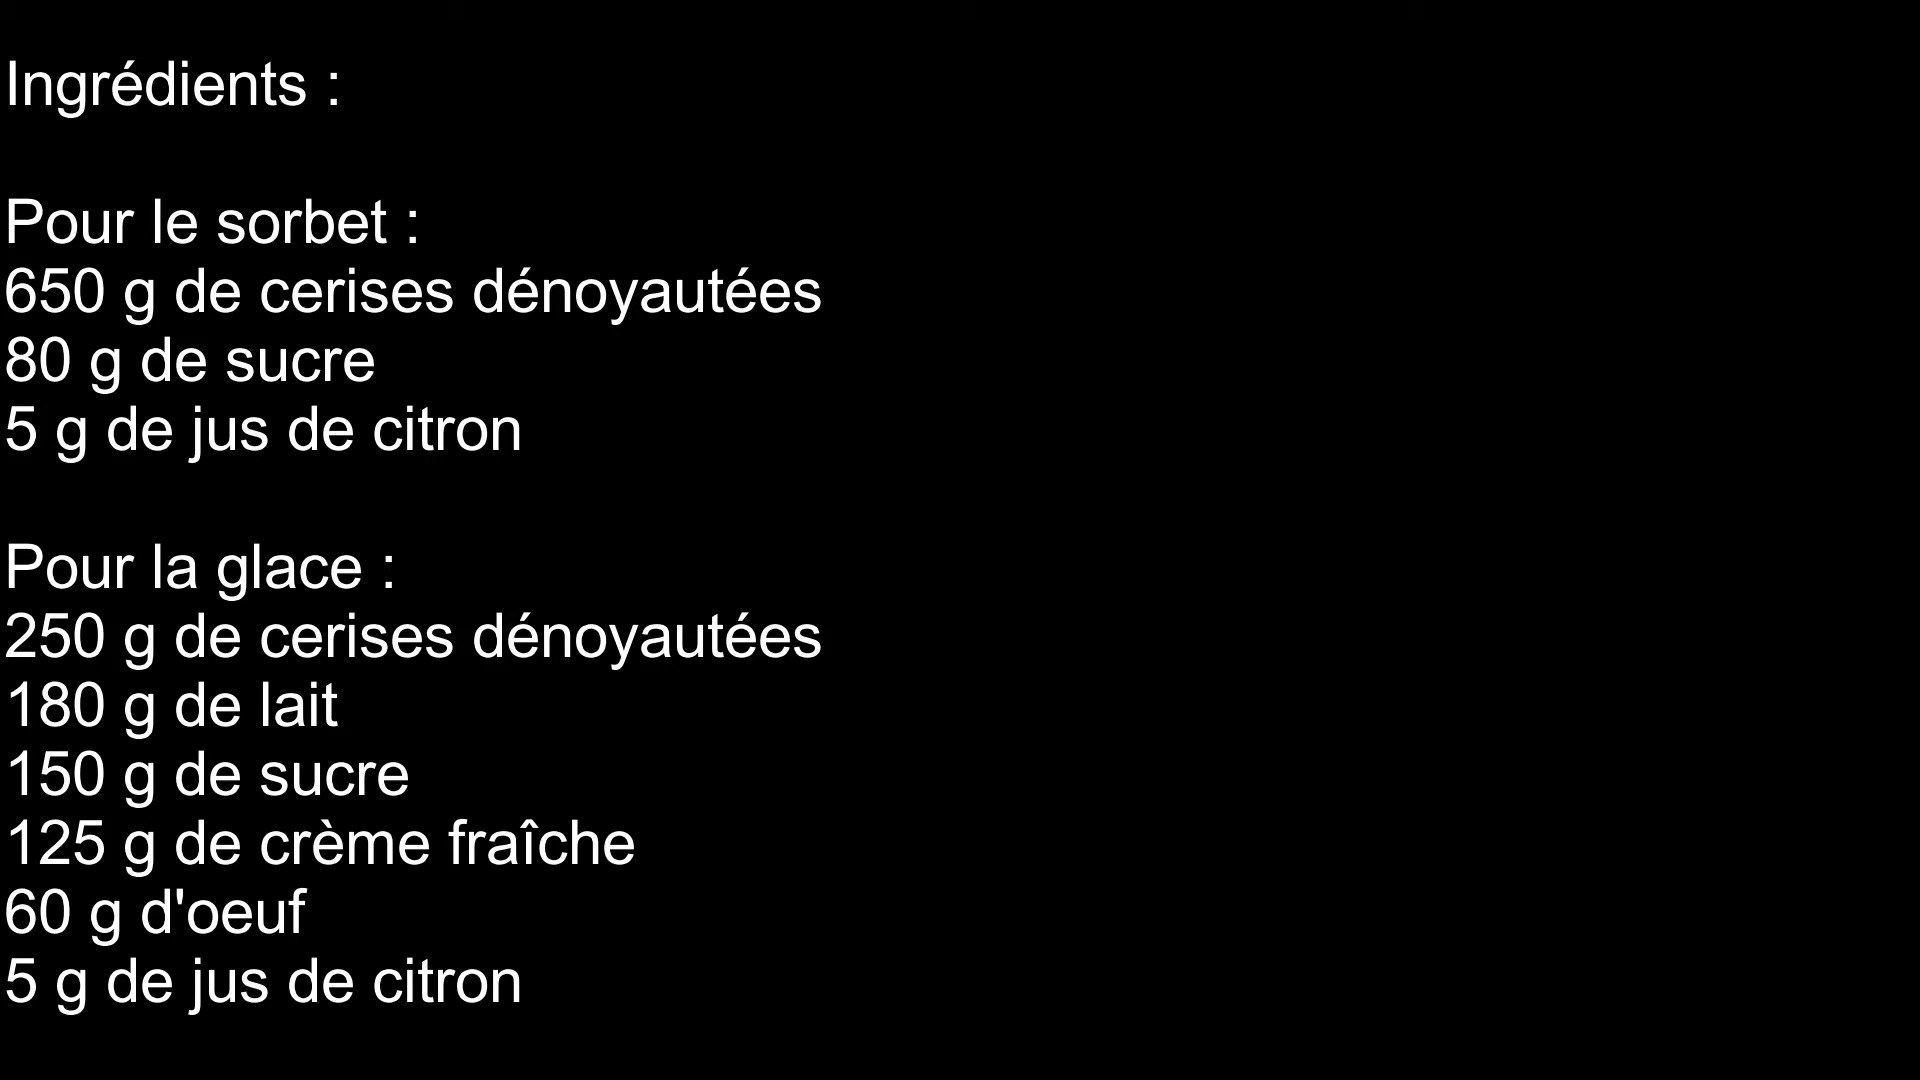 Ingrédients :
Pour le sorbet :
650 g de cerises dénoyautées
80 g de sucre
5 g de jus de citron
Pour la glace :
250 g de cerises dénoyautées
180 g de lait
150 g de sucre
125 g de crème fraîche
60 g d'oeuf
5 g de jus de citron